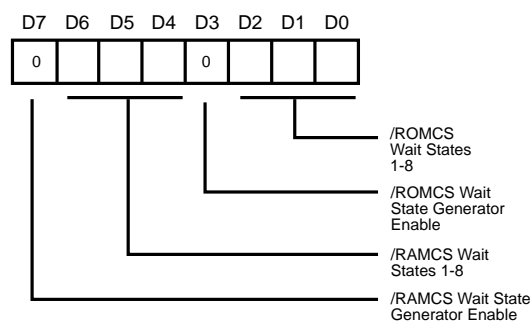 D7 D6 D5 D4 D3 D2 D1 D0
0 0
/ROMCS
Wait States
1-8
/ROMCS Wait
State Generator
Enable
/RAMCS Wait
States 1-8
/RAMCS Wait State
Generator Enable